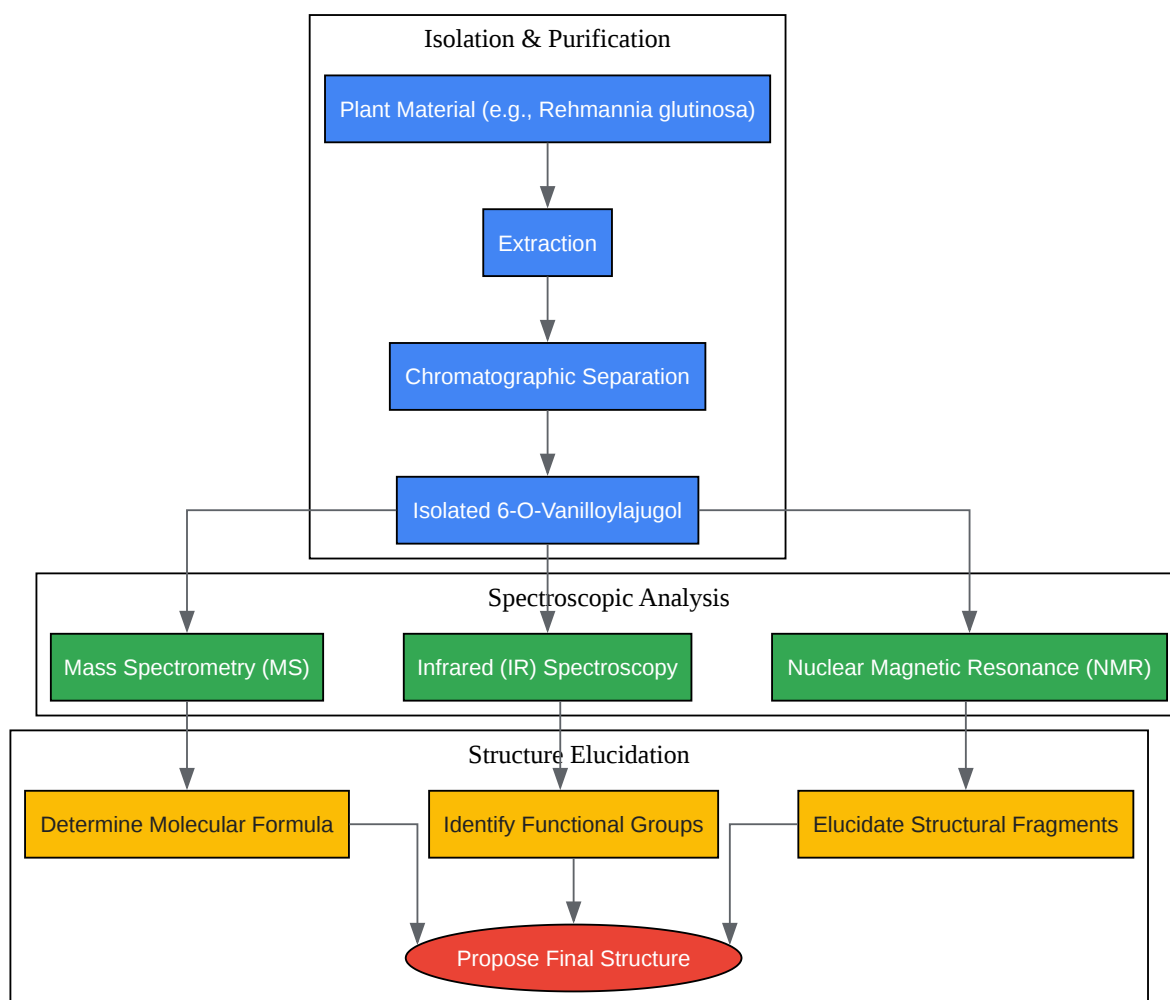 Isolation & Purification
Plant Material (e.g., Rehmannia glutinosa)
Extraction
Chromatographic Separation
Isolated 6-O-Vanilloylajugol
Spectroscopic Analysis
Mass Spectrometry (MS)
Infrared (IR) Spectroscopy
Nuclear Magnetic Resonance (NMR)
Structure Elucidation
Determine Molecular Formula
Identify Functional Groups
Elucidate Structural Fragments
Propose Final Structure